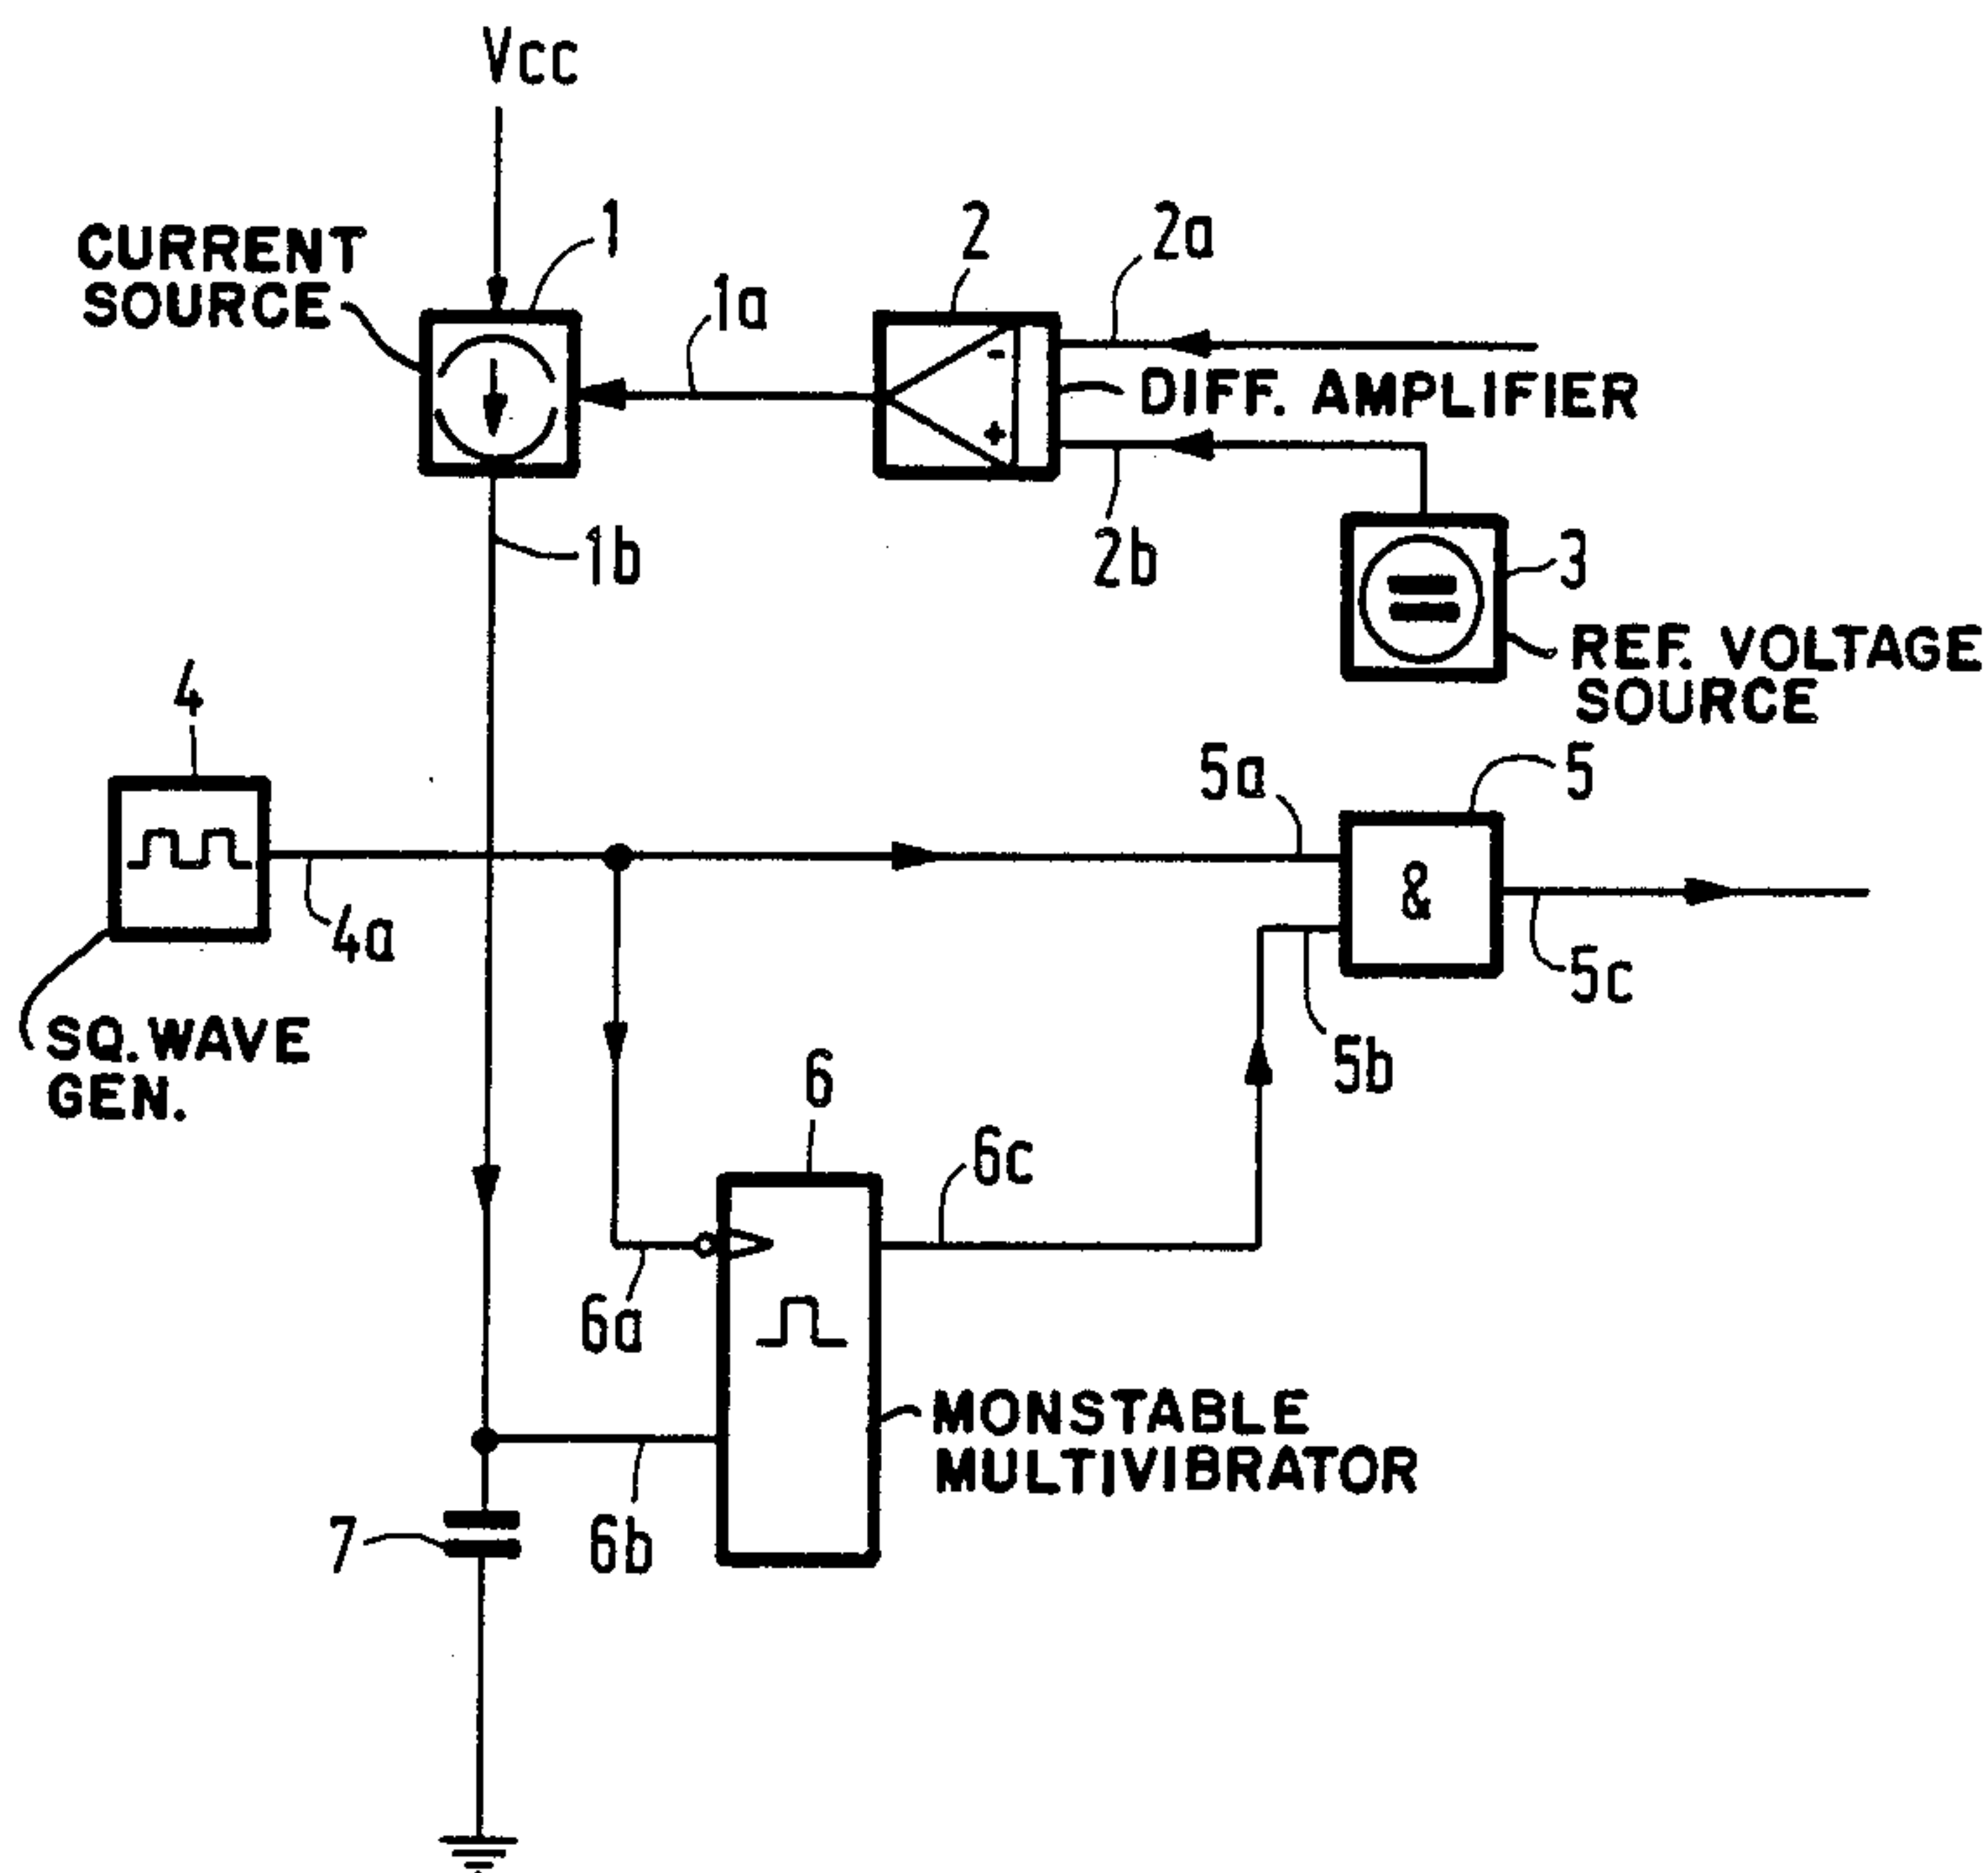 Vcc
CURRENT
SOURCE
1
1a
2
2a
DIFF. AMPLIFIER
-
+
1b
2b
3
REF. VOLTAGE
SOURCE
4
5a
5
&
4a
5c
SQ. WAVE
GEN.
5b
6
6c
6a
MONSTABLE
MULTIVIBRATOR
7
6b